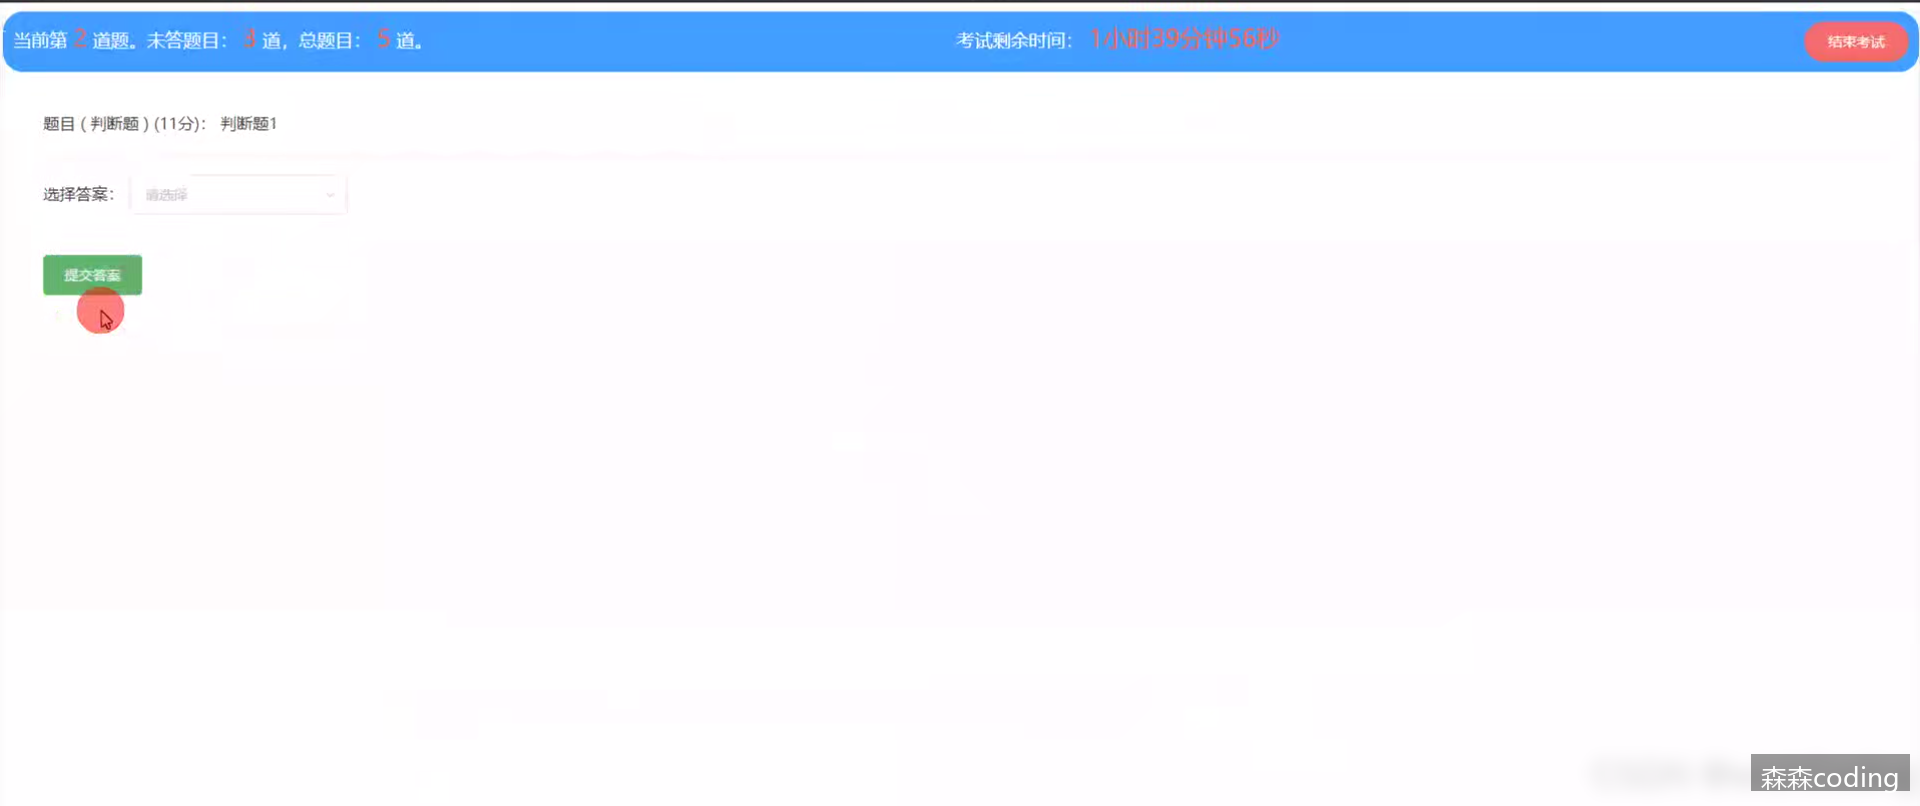 当前第 2 道题。未答题目： 3 道，总题目： 5 道。
考试剩余时间： 1小时39分钟56秒
结束考试
题目 ( 判断题 ) (11分)： 判断题1
选择答案： 请选择
提交答案
森森coding